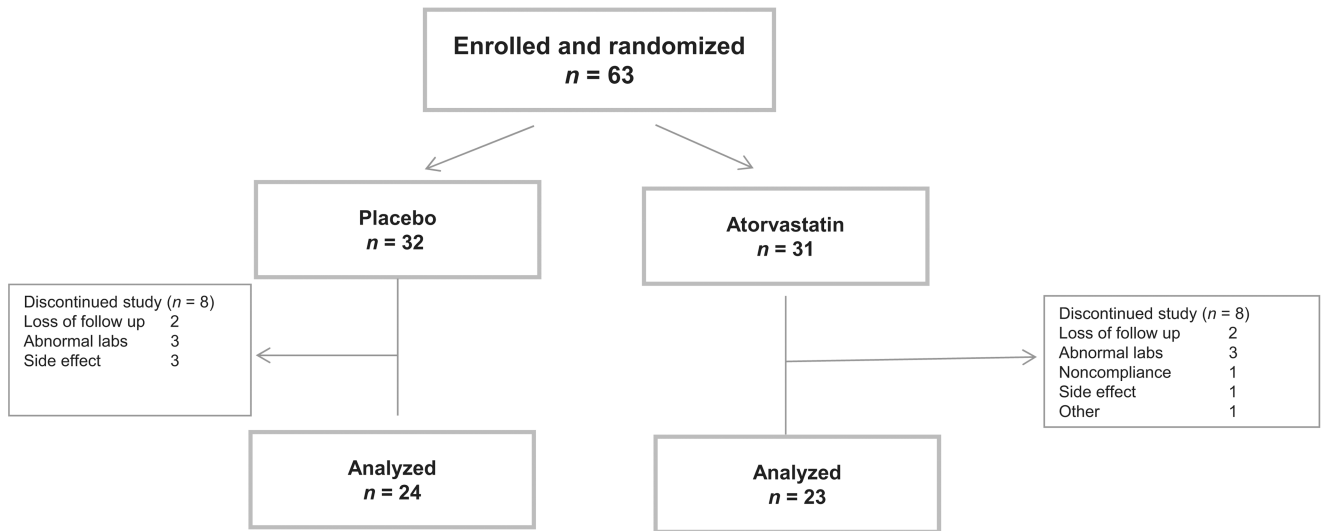 Enrolled and randomized
n = 63
Placebo
n = 32
Atorvastatin
n = 31
Discontinued study (n = 8)
Loss of follow up 2
Abnormal labs 3
Side effect 3
Discontinued study (n = 8)
Loss of follow up 2
Abnormal labs 3
Noncompliance 1
Side effect 1
Other 1
Analyzed
n = 24
Analyzed
n = 23